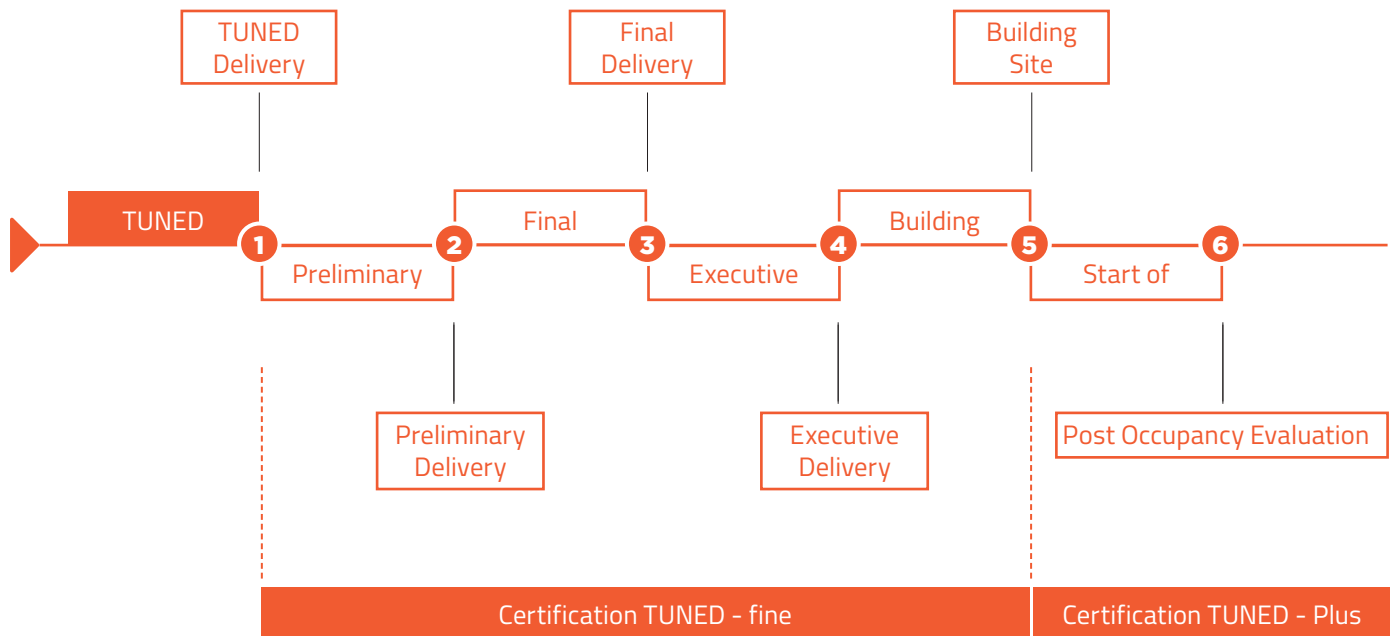 TUNED
Delivery
Final
Delivery
Building
Site
TUNED
Final
Building
1
2
3
4
5
6
Preliminary
Executive
Start of
Preliminary
Delivery
Executive
Delivery
Post Occupancy Evaluation
Certification TUNED - fine
Certification TUNED - Plus